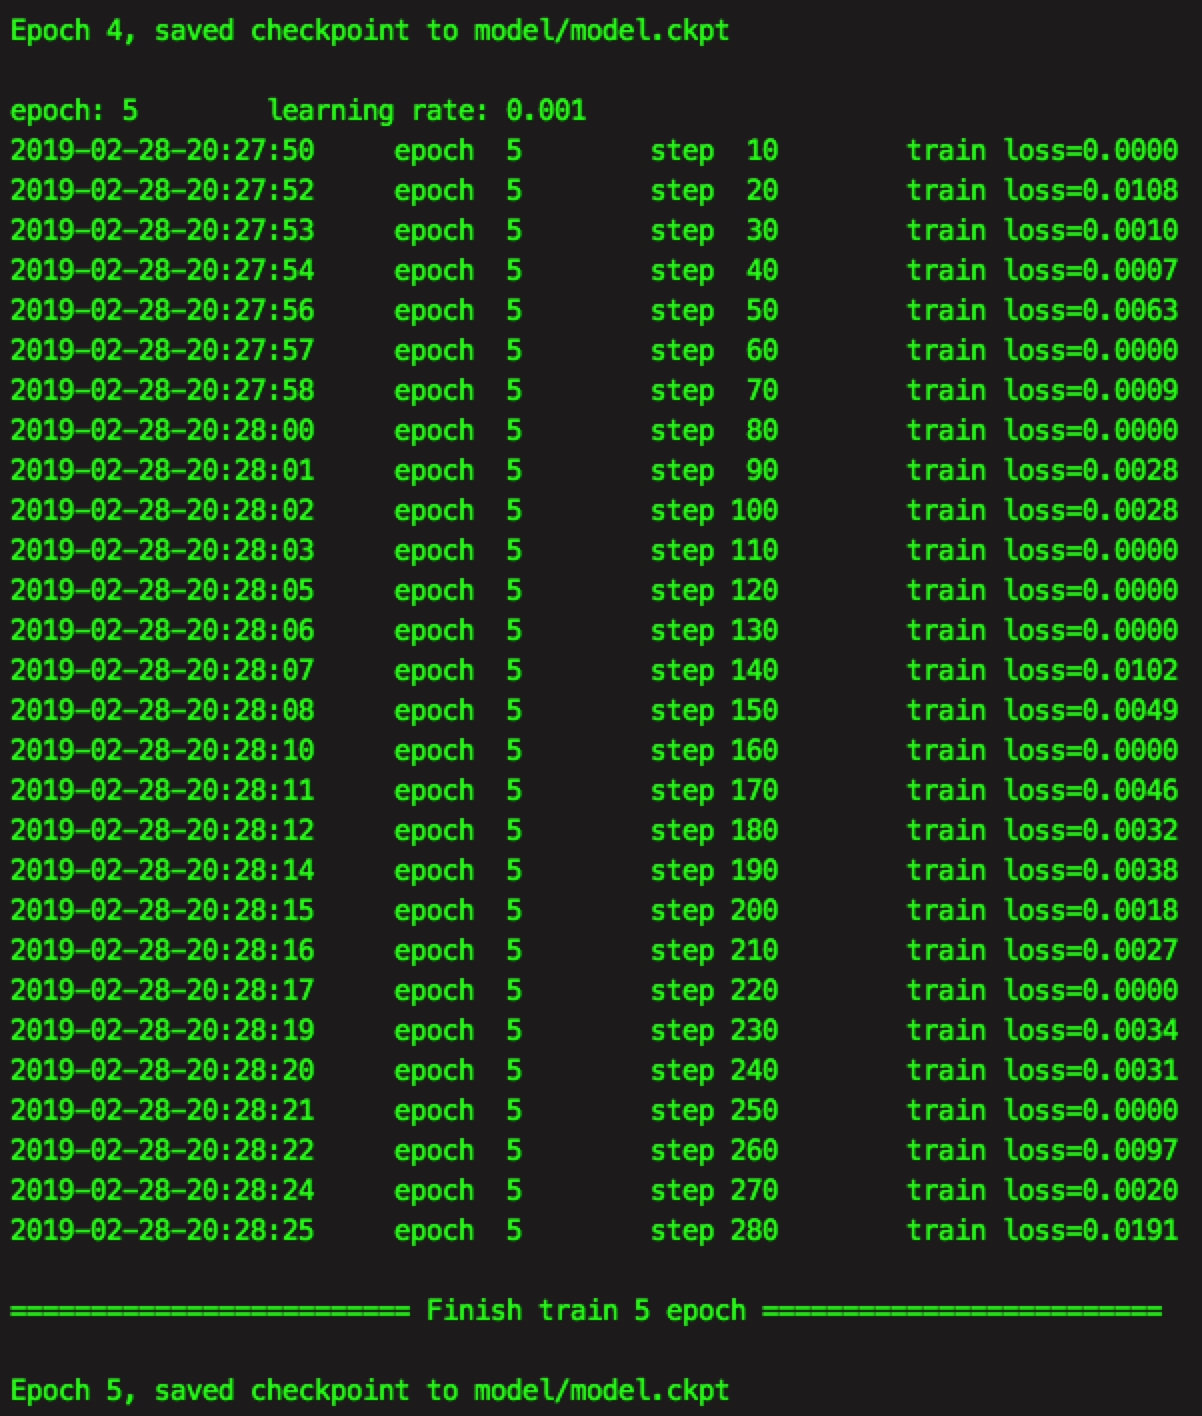 Epoch 4, saved checkpoint to model/model.ckpt
epoch: 5 learning rate: 0.001
2019-02-28-20:27:50 epoch 5 step 10 train loss=0.0000
2019-02-28-20:27:52 epoch 5 step 20 train loss=0.0108
2019-02-28-20:27:53 epoch 5 step 30 train loss=0.0010
2019-02-28-20:27:54 epoch 5 step 40 train loss=0.0007
2019-02-28-20:27:56 epoch 5 step 50 train loss=0.0063
2019-02-28-20:27:57 epoch 5 step 60 train loss=0.0000
2019-02-28-20:27:58 epoch 5 step 70 train loss=0.0009
2019-02-28-20:28:00 epoch 5 step 80 train loss=0.0000
2019-02-28-20:28:01 epoch 5 step 90 train loss=0.0028
2019-02-28-20:28:02 epoch 5 step 100 train loss=0.0028
2019-02-28-20:28:03 epoch 5 step 110 train loss=0.0000
2019-02-28-20:28:05 epoch 5 step 120 train loss=0.0000
2019-02-28-20:28:06 epoch 5 step 130 train loss=0.0000
2019-02-28-20:28:07 epoch 5 step 140 train loss=0.0102
2019-02-28-20:28:08 epoch 5 step 150 train loss=0.0049
2019-02-28-20:28:10 epoch 5 step 160 train loss=0.0000
2019-02-28-20:28:11 epoch 5 step 170 train loss=0.0046
2019-02-28-20:28:12 epoch 5 step 180 train loss=0.0032
2019-02-28-20:28:14 epoch 5 step 190 train loss=0.0038
2019-02-28-20:28:15 epoch 5 step 200 train loss=0.0018
2019-02-28-20:28:16 epoch 5 step 210 train loss=0.0027
2019-02-28-20:28:17 epoch 5 step 220 train loss=0.0000
2019-02-28-20:28:19 epoch 5 step 230 train loss=0.0034
2019-02-28-20:28:20 epoch 5 step 240 train loss=0.0031
2019-02-28-20:28:21 epoch 5 step 250 train loss=0.0000
2019-02-28-20:28:22 epoch 5 step 260 train loss=0.0097
2019-02-28-20:28:24 epoch 5 step 270 train loss=0.0020
2019-02-28-20:28:25 epoch 5 step 280 train loss=0.0191
========================= Finish train 5 epoch =========================
Epoch 5, saved checkpoint to model/model.ckpt